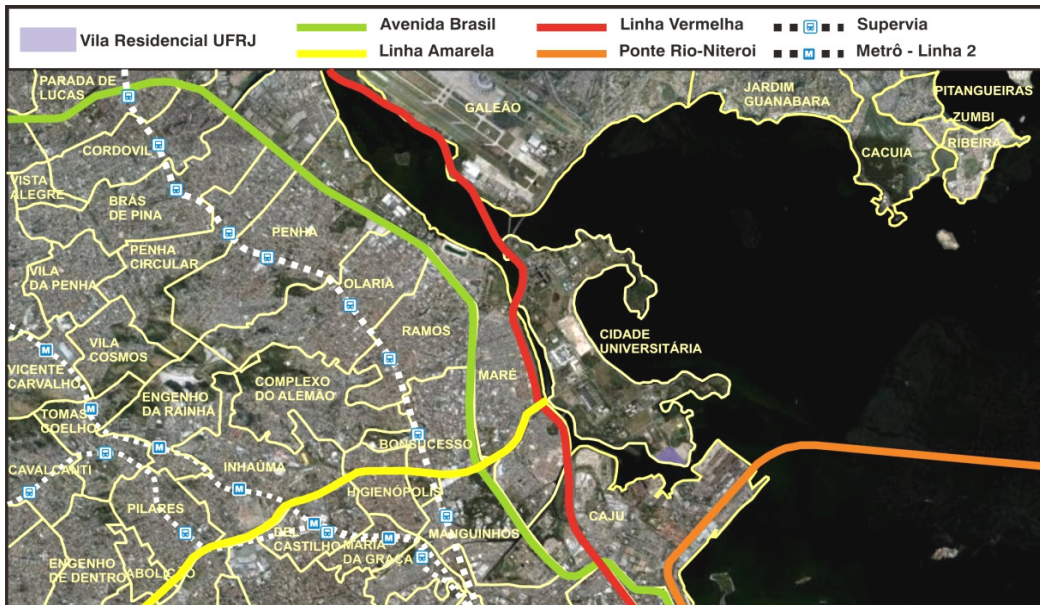 Vila Residencial UFRJ
Avenida Brasil
Linha Amarela
Linha Vermelha
Ponte Rio-Niteroi
Supervia
M
Metrô - Linha 2
PARADA DE
LUCAS
GALEÃO
JARDIM
GUANABARA
PITANGUEIRAS
ZUMBI
RIBEIRA
CACUIA
CORDOVIL
VISTA
ALEGRE
BRÁS
DE PINA
PENHA
PENHA
CIRCULAR
VILA
DA PENHA
OLARIA
RAMOS
CIDADE
UNIVERSITÁRIA
VILA
COSMOS
M
VICENTE
CARVALHO
MARÉ
COMPLEXO
DO ALEMÃO
ENGENHO
DA RAINHA
M
TOMAS
COELHO
BONSUCESSO
M
INHAÚMA
CAVALCANTI
M
HIGIENÓPOLIS
PILARES
CAJU
M
DEL
CASTILHO
M
MARIA
DA GRAÇA
MANGUINHOS
ENGENHO
DE DENTRO
ABOLIÇÃO